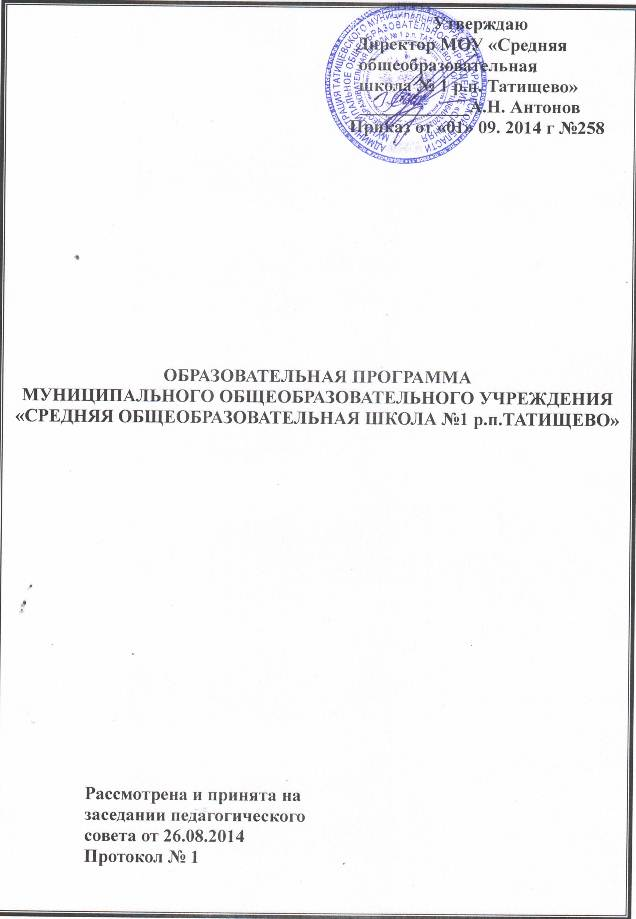 Утверждаю
Директор МОУ «Средняя
общеобразовательная
школа № 1 р.п. Татищево»
А.Н. Антонов
Приказ от «01» 09. 2014 г №258
ОБРАЗОВАТЕЛЬНАЯ ПРОГРАММА
МУНИЦИПАЛЬНОГО ОБЩЕОБРАЗОВАТЕЛЬНОГО УЧРЕЖДЕНИЯ
«СРЕДНЯЯ ОБЩЕОБРАЗОВАТЕЛЬНАЯ ШКОЛА №1 р.п.ТАТИЩЕВО»
Рассмотрена и принята на
заседании педагогического
совета от 26.08.2014
Протокол № 1